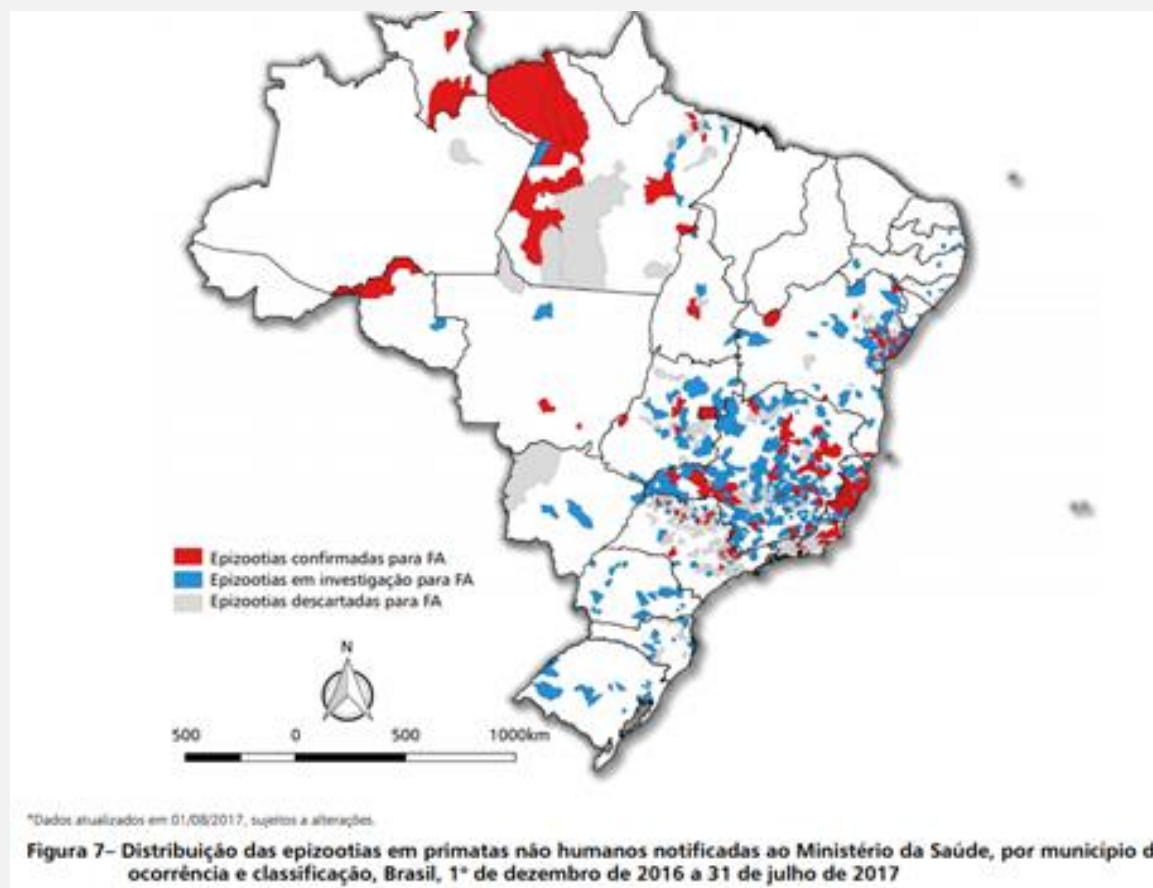 Epizootias confirmadas para FA
Epizootias em investigação para FA
Epizootias descartadas para FA
N
500 0 500 1000km
*Dados atualizados em 01/08/2017, sujeitos a alterações.
Figura 7– Distribuição das epizootias em primatas não humanos notificadas ao Ministério da Saúde, por município d
ocorrência e classificação, Brasil, 1° de dezembro de 2016 a 31 de julho de 2017